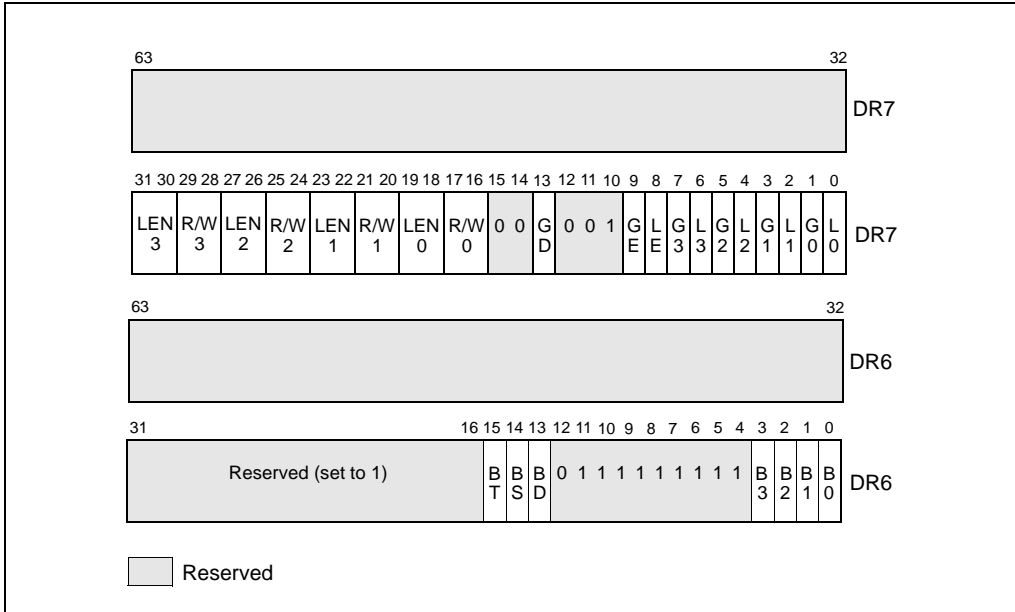 63 32
DR7
31 30 29 28 27 26 25 24 23 22 21 20 19 18 17 16 15 14 13 12 11 10 9 8 7 6 5 4 3 2 1 0
LEN 3 R/W 3 LEN 2 R/W 2 LEN 1 R/W 1 LEN 0 R/W 0 0 0 G D 0 0 1 G E L E G 3 L 3 G 2 L 2 G 1 L 1 G 0 L 0 DR7
63 32
DR6
31 16 15 14 13 12 11 10 9 8 7 6 5 4 3 2 1 0
Reserved (set to 1) B T B S B D 0 1 1 1 1 1 1 1 1 B 3 B 2 B 1 B 0 DR6
Reserved